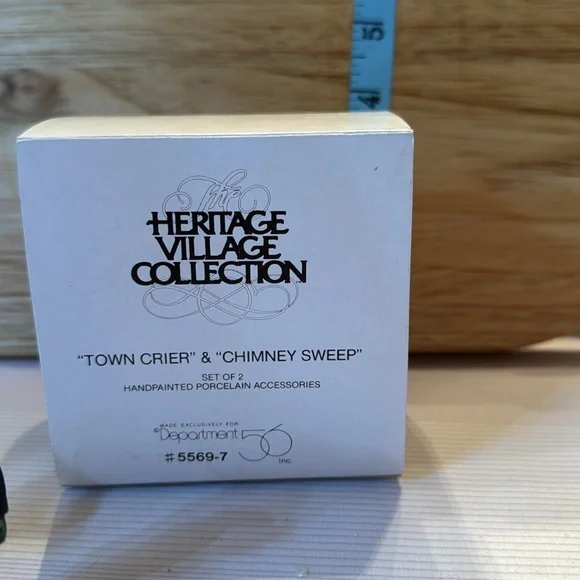 5
4
The
HERITAGE
VILLAGE
COLLECTION
"TOWN CRIER" & "CHIMNEY SWEEP"
SET OF 2
HANDPAINTED PORCELAIN ACCESSORIES
MADE EXCLUSIVELY FOR
©Department 56 Inc.
#5569-7